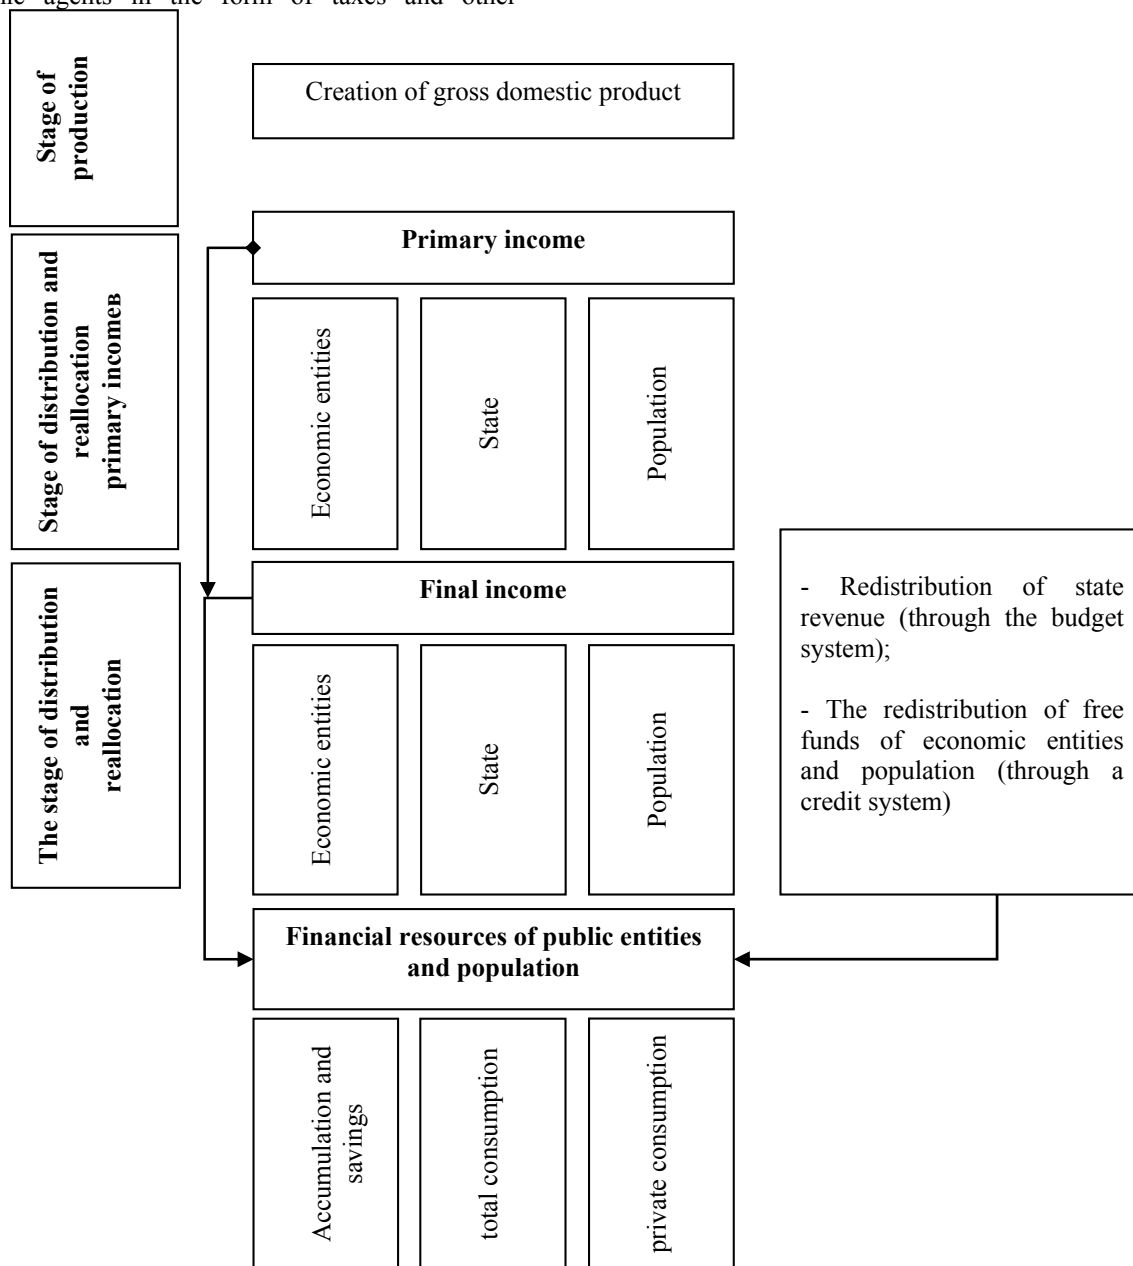 agents in the form of taxes and other
Stage of
production
Creation of gross domestic product
Stage of distribution and
reallocation
primary incomeв
Primary income
Economic entities
State
Population
The stage of distribution
and
reallocation
Final income
Economic entities
State
Population
- Redistribution of state
revenue (through the budget
system);
- The redistribution of free
funds of economic entities
and population (through a
credit system)
Financial resources of public entities
and population
Accumulation and
savings
total consumption
private consumption